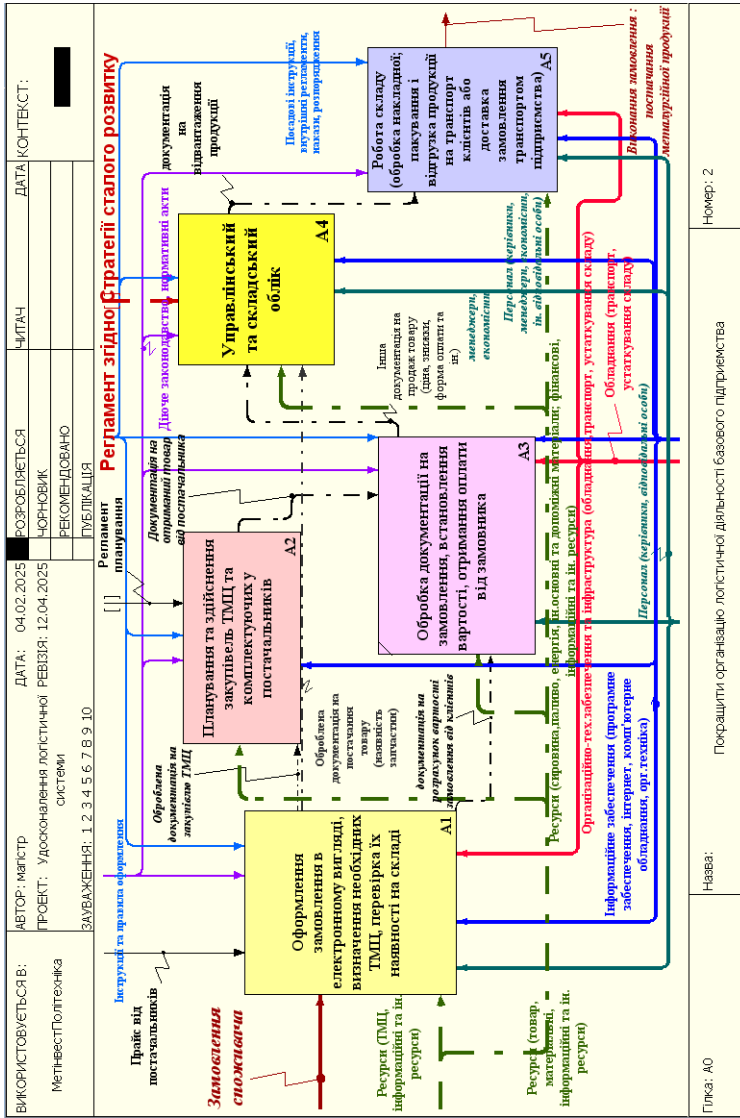 ВИКОРИСТОВУЄТЬСЯ В:
МетінвестПолітехніка
АВТОР: магістр
ПРОЕКТ: Удосконалення логістичної
системи
ЗАУВАЖЕННЯ: 1 2 3 4 5 6 7 8 9 10
ДАТА: 04.02.2025
РЕВІЗІЯ: 12.04.2025
РОЗРОБЛЯЄТЬСЯ
ЧОРНОВИК
РЕКОМЕНДОВАНО
ПУБЛІКАЦІЯ
ЧИТАЧ
ДАТА
КОНТЕКСТ:
Інструкції та правила оформлення
Регламент
планування
Регламент згідно Стратегії сталого розвитку
Діюче законодавство, нормативні акти
Посадові інструкції,
внутрішні регламенти,
накази, розпорядження
Прайс від
постачальників
Замовлення
споживача
Ресурси (ТМЦ,
інформаційні та ін.
ресурси)
Ресурси (товар,
матеріальні,
інформаційні та ін.
ресурси)
Оформлення
замовлення в
електронному вигляді,
визначення необхідних
ТМЦ, перевірка їх
наявності на складі
A1
Оброблена
документація на
закупівлю ТМЦ
Оброблена
документація на
постачання
товару
(наявність
запчастин)
документація на
розрахунок вартості
замовлення від клієнтів
Планування та здійснення
закупівель ТМЦ та
комплектуючих у
постачальників
A2
Документація на
отриманий товар
від постачальника
Обробка документації на
замовлення, встановлення
вартості, отримання оплати
від замовника
A3
Інша
документація на
продаж товару
(ціна, знижки,
форма оплати та
ін.)
Управлінський
та складський
облік
A4
документація
на
відвантаження
продукції
менеджери,
економісти
Персонал (керівники,
менеджери, економісти,
ін. відповідальні особи)
Робота складу
(обробка накладної;
пакування і
відгрузка продукції
на транспорт
клієнтів або
доставка
замовлення
транспортом
підприємства)
A5
Виконання замовлення :
постачання
металургійної продукції
Ресурси (сировина,паливо, енергія, ін.основні та допоміжні матеріали; фінансові,
інформаційні та ін. ресурси)
Організаційно-тех.забезпечення та інфраструктура (обладнання,транспорт, устаткування складу)
Обладнання (транспорт,
устаткування складу)
Інформаційне забезпечення (програмне
забезпечення, інтернет, комп'ютерне
обладнання, орг.техніка)
Персонал (керівники, відповідальні особи)
Гілка: A0
Назва:
Покращити організацію логістичної діяльності базового підприємства
Номер: 2